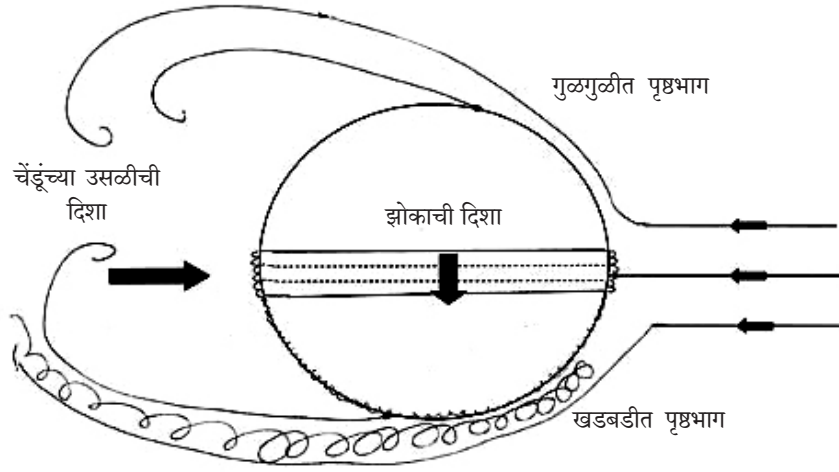 गुळगुळीत पृष्ठभाग
चेंडूंच्या उसळीची
दिशा
झोकाची दिशा
खडबडीत पृष्ठभाग